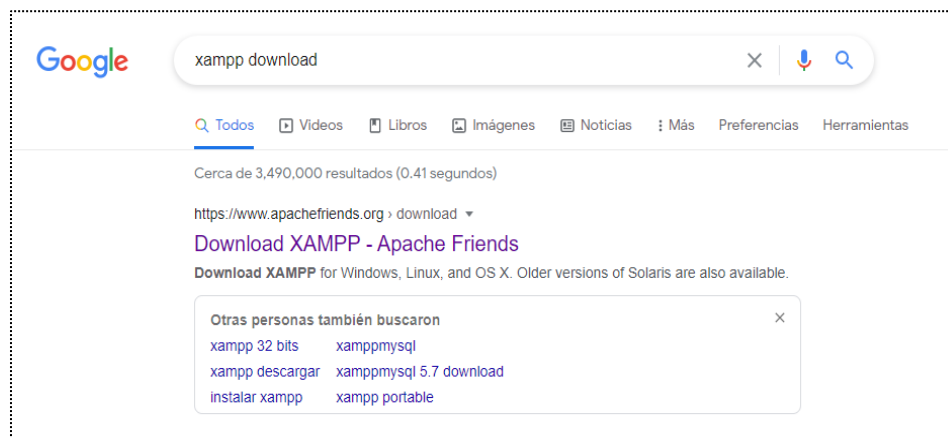 Google
xampp download
Todos Videos Libros Imágenes Noticias Más Preferencias Herramientas
Cerca de 3,490,000 resultados (0.41 segundos)
https://www.apachefriends.org › download
Download XAMPP - Apache Friends
Download XAMPP for Windows, Linux, and OS X. Older versions of Solaris are also available.
Otras personas también buscaron
xampp 32 bits xamppmysql
xampp descargar xamppmysql 5.7 download
instalar xampp xampp portable